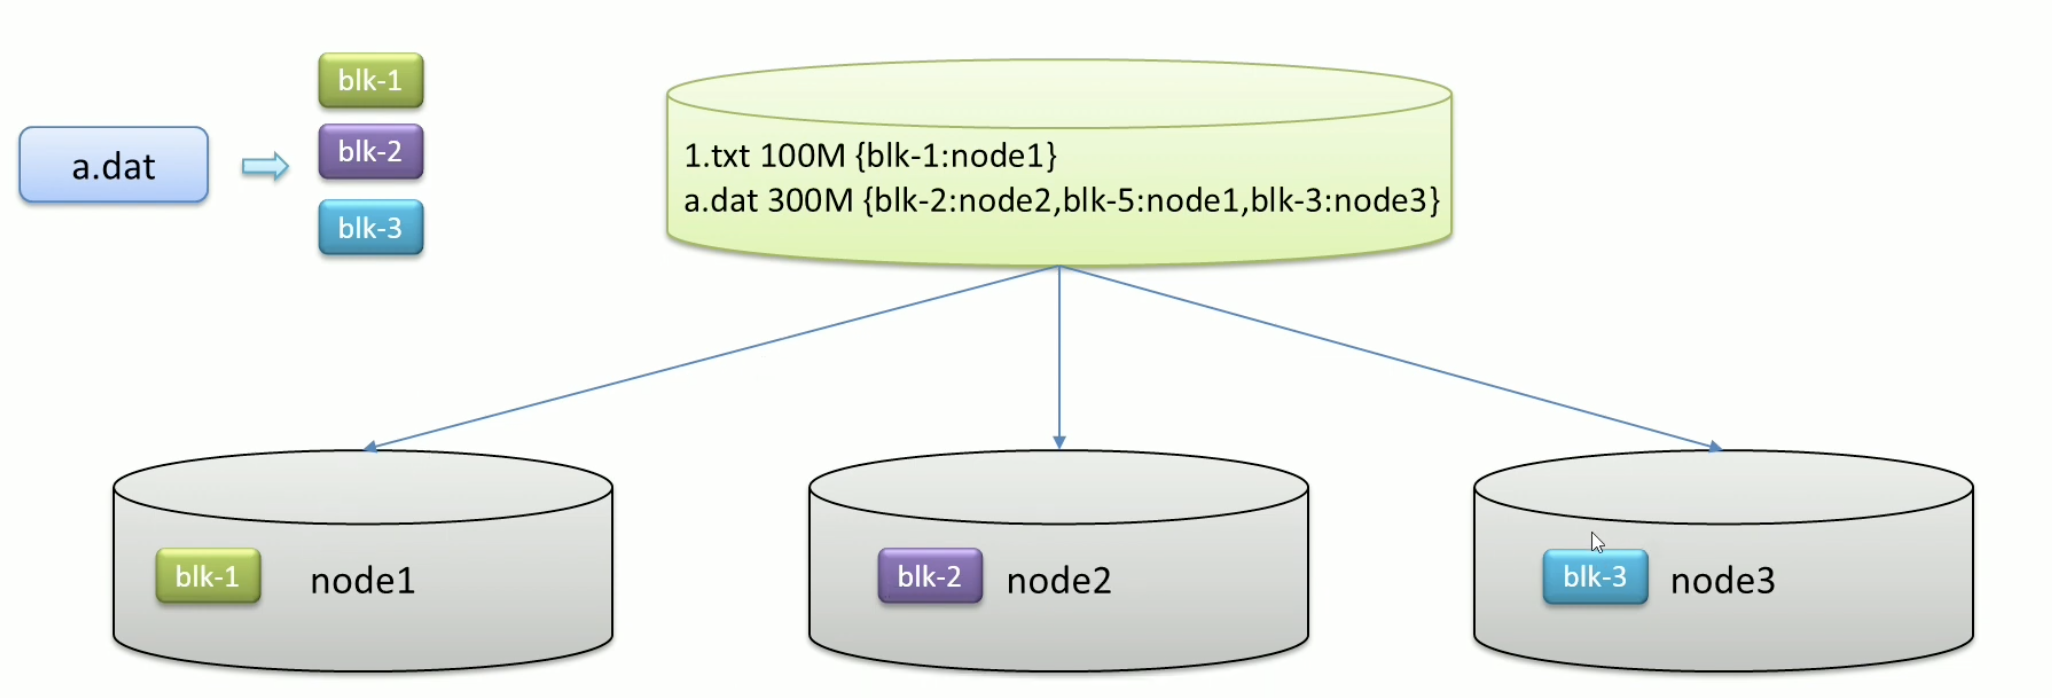 blk-1
a.dat
blk-2
blk-3
1.txt 100M {blk-1:node1}
a.dat 300M {blk-2:node2,blk-5:node1,blk-3:node3}
blk-1 node1
blk-2 node2
blk-3 node3